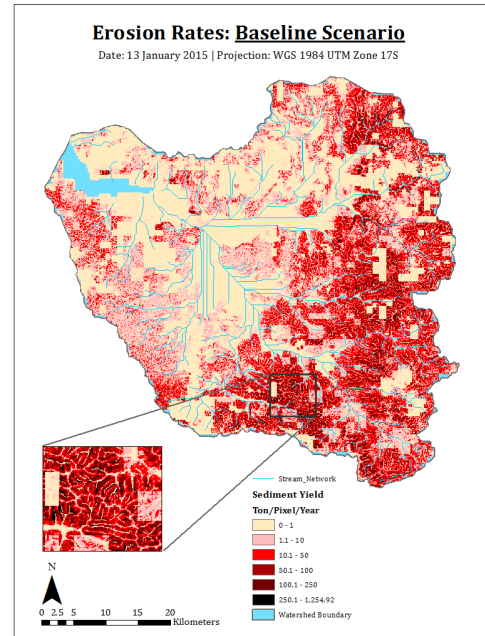 Erosion Rates: Baseline Scenario
Date: 13 January 2015 | Projection: WGS 1984 UTM Zone 17S
Stream_Network
Sediment Yield
Ton/Pixel/Year
0 - 1
1.1 - 10
10.1 - 50
50.1 - 100
100.1 - 250
250.1 - 1,254.92
Watershed Boundary
N
0 2.5 5 10 15 20
Kilometers